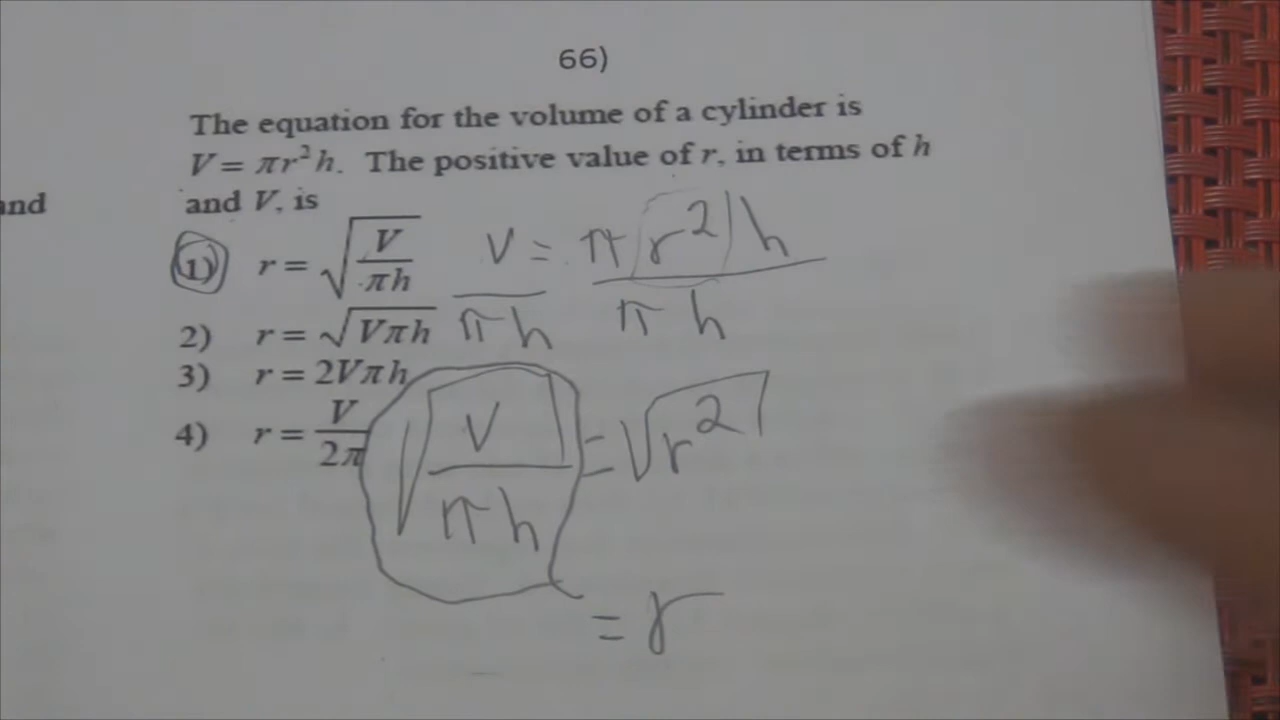 66)
The equation for the volume of a cylinder is
V = πr²h. The positive value of r, in terms of h
and
and V, is
1) r = √(V/πh)
2) r = √(Vπh)
3) r = 2Vπh
4) r = V/2π
V/πh = π(r²)h/πh
√(V/πh) = √(r²)
= r